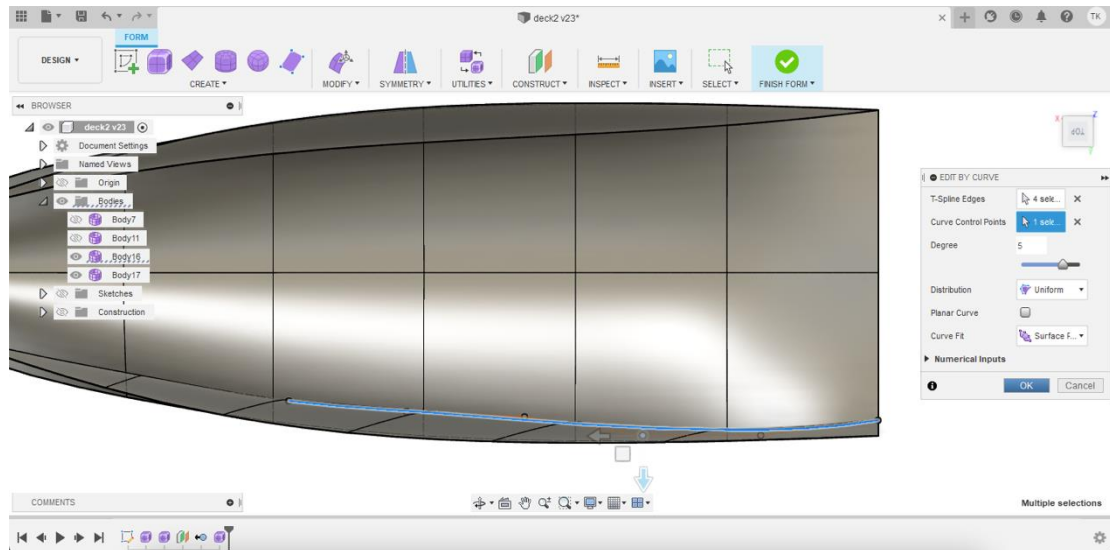 deck2 v23*
TK
FORM
DESIGN
CREATE
MODIFY
SYMMETRY
UTILITIES
CONSTRUCT
INSPECT
INSERT
SELECT
FINISH FORM
BROWSER
deck2 v23
Document Settings
Named Views
Origin
Bodies
Body7
Body11
Body16
Body17
Sketches
Construction
X
Z
TOP
Y
EDIT BY CURVE
T-Spline Edges
4 sele...
Curve Control Points
1 sele...
Degree
5
Distribution
Uniform
Planar Curve
Curve Fit
Surface P...
Numerical Inputs
OK
Cancel
COMMENTS
Multiple selections